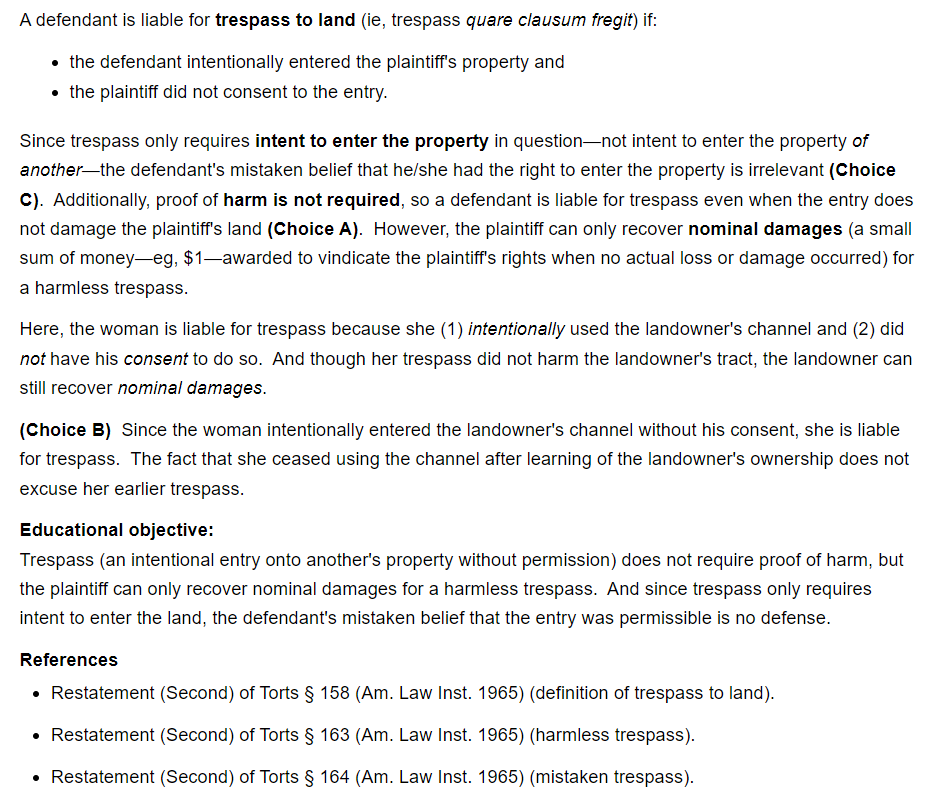 A defendant is liable for trespass to land (ie, trespass quare clausum fregit) if:
• the defendant intentionally entered the plaintiff's property and
• the plaintiff did not consent to the entry.
Since trespass only requires intent to enter the property in question—not intent to enter the property of
another—the defendant's mistaken belief that he/she had the right to enter the property is irrelevant (Choice
C).  Additionally, proof of harm is not required, so a defendant is liable for trespass even when the entry does
not damage the plaintiff's land (Choice A).  However, the plaintiff can only recover nominal damages (a small
sum of money—eg, $1—awarded to vindicate the plaintiff's rights when no actual loss or damage occurred) for
a harmless trespass.
Here, the woman is liable for trespass because she (1) intentionally used the landowner's channel and (2) did
not have his consent to do so.  And though her trespass did not harm the landowner's tract, the landowner can
still recover nominal damages.
(Choice B)  Since the woman intentionally entered the landowner's channel without his consent, she is liable
for trespass.  The fact that she ceased using the channel after learning of the landowner's ownership does not
excuse her earlier trespass.
Educational objective:
Trespass (an intentional entry onto another's property without permission) does not require proof of harm, but
the plaintiff can only recover nominal damages for a harmless trespass.  And since trespass only requires
intent to enter the land, the defendant's mistaken belief that the entry was permissible is no defense.
References
• Restatement (Second) of Torts § 158 (Am. Law Inst. 1965) (definition of trespass to land).
• Restatement (Second) of Torts § 163 (Am. Law Inst. 1965) (harmless trespass).
• Restatement (Second) of Torts § 164 (Am. Law Inst. 1965) (mistaken trespass).